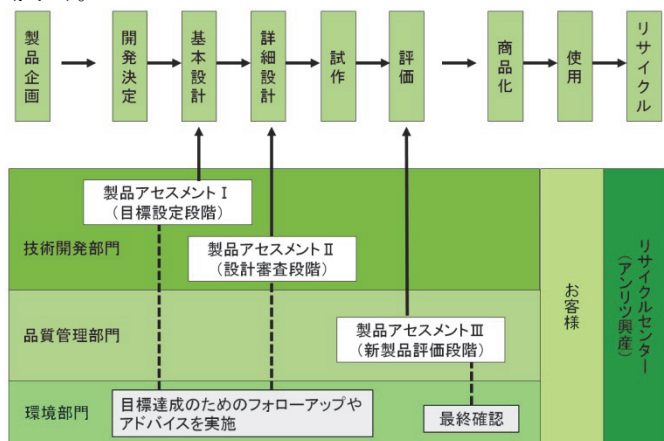 製品企画
開発決定
基本設計
詳細設計
試作
評価
商品化
使用
リサイクル
製品アセスメントⅠ
(目標設定段階)
技術開発部門
製品アセスメントⅡ
(設計審査段階)
品質管理部門
製品アセスメントⅢ
(新製品評価段階)
環境部門
目標達成のためのフォローアップや
アドバイスを実施
最終確認
お客様
リサイクルセンター
(アンリツ興産)